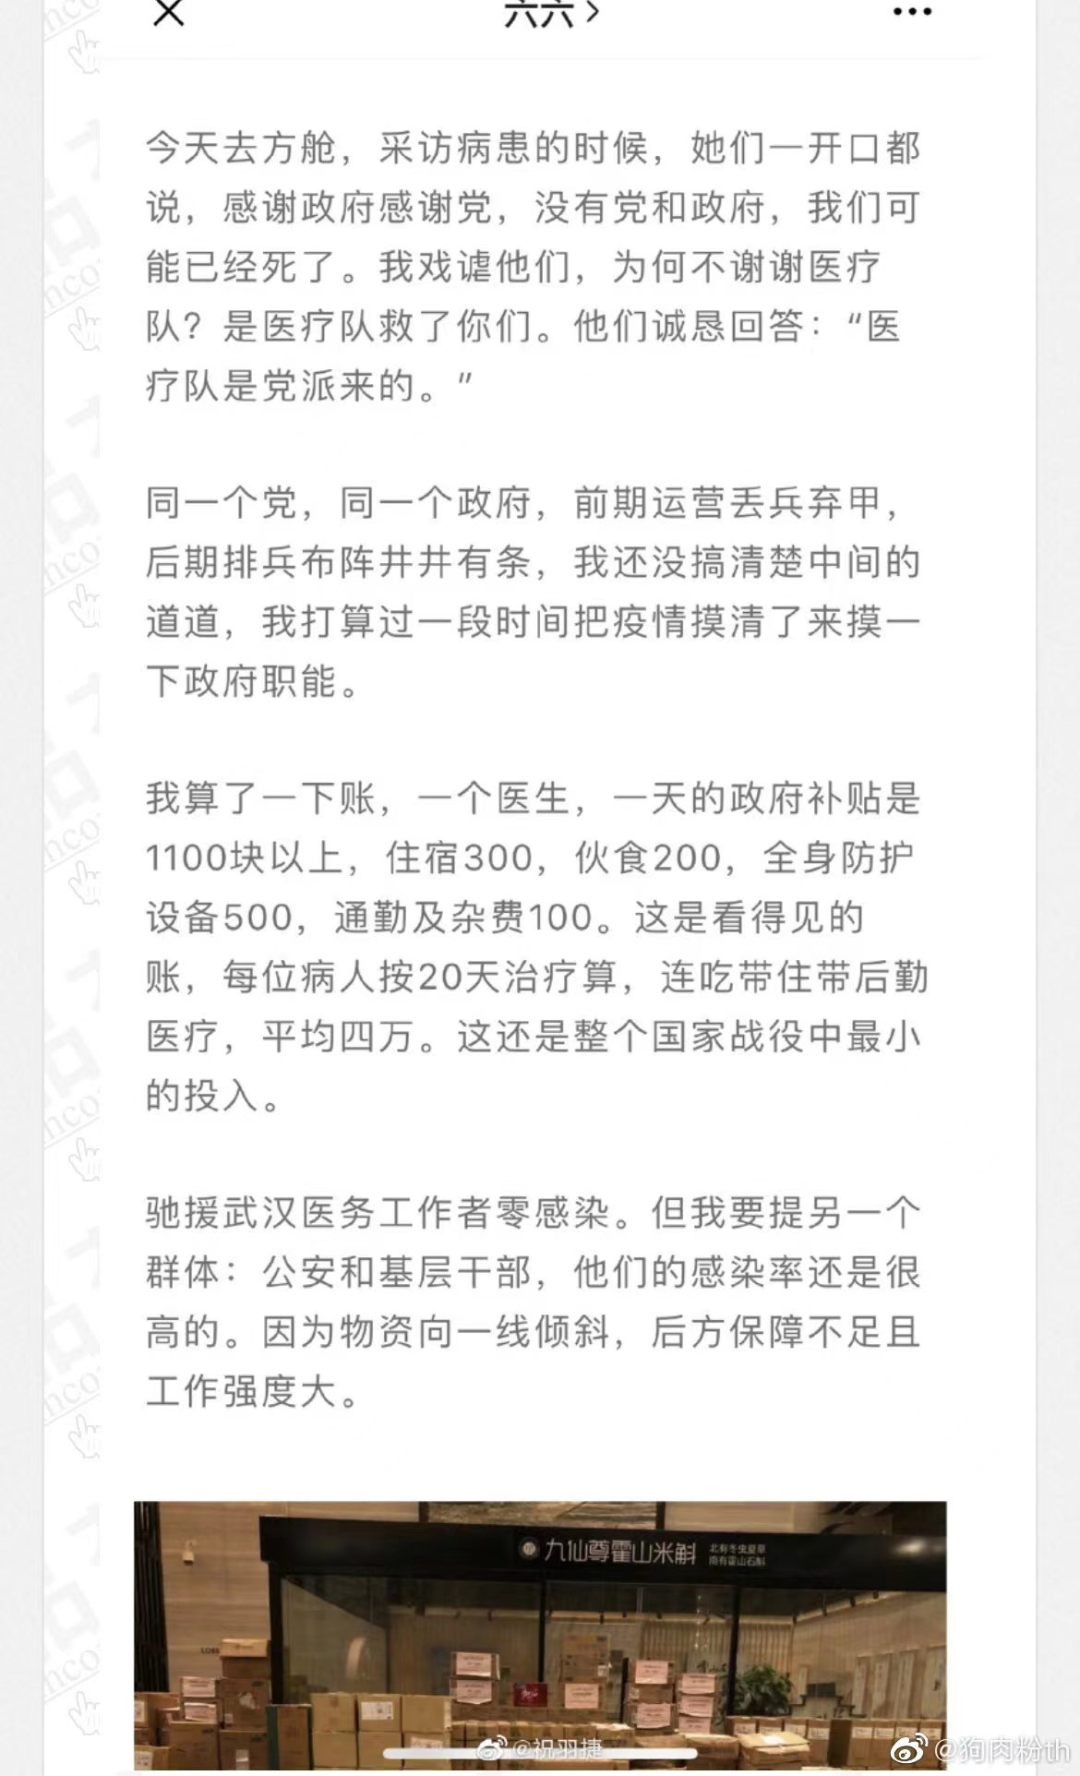 六六 >
今天去方舱，采访病患的时候，她们一开口都
说，感谢政府感谢党，没有党和政府，我们可
能已经死了。我戏谑他们，为何不谢谢医疗
队？是医疗队救了你们。他们诚恳回答：“医
疗队是党派来的。”
同一个党，同一个政府，前期运营丢兵弃甲，
后期排兵布阵井井有条，我还没搞清楚中间的
道道，我打算过一段时间把疫情摸清了来摸一
下政府职能。
我算了一下账，一个医生，一天的政府补贴是
1100块以上，住宿300，伙食200，全身防护
设备500，通勤及杂费100。这是看得见的
账，每位病人按20天治疗算，连吃带住带后勤
医疗，平均四万。这还是整个国家战役中最小
的投入。
驰援武汉医务工作者零感染。但我要提另一个
群体：公安和基层干部，他们的感染率还是很
高的。因为物资向一线倾斜，后方保障不足且
工作强度大。
九仙尊霍山米斛
北有冬虫夏草
南有霍山石斛
@祝羽捷
@狗肉粉th